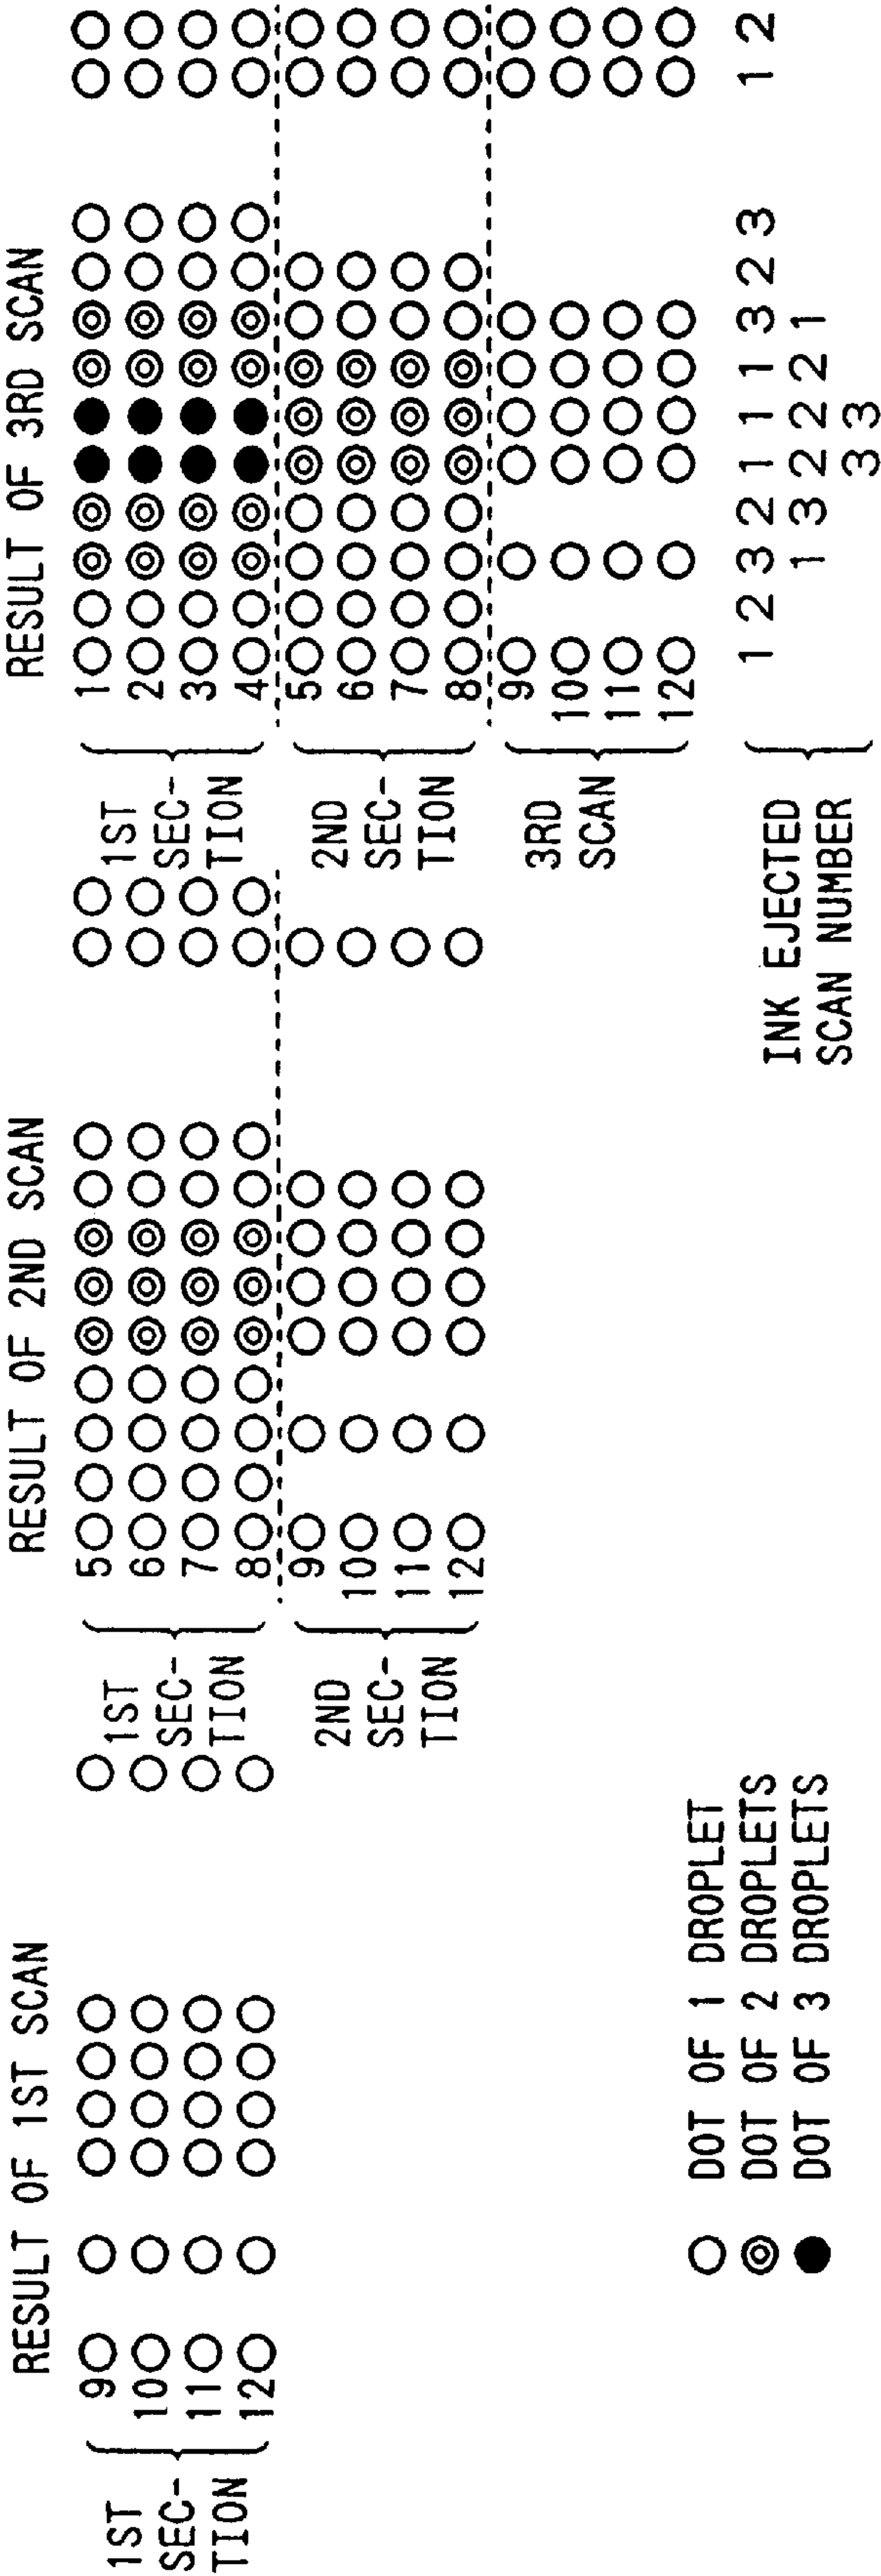 RESULT OF 1ST SCAN
1ST
SEC-
TION
9
10
11
12
RESULT OF 2ND SCAN
1ST
SEC-
TION
5
6
7
8
2ND
SEC-
TION
9
10
11
12
RESULT OF 3RD SCAN
1ST
SEC-
TION
1
2
3
4
2ND
SEC-
TION
5
6
7
8
3RD
SCAN
9
10
11
12
INK EJECTED
SCAN NUMBER
1 2 3 2 1 1 1 3 2 3 1 2
1 3 2 2 2 1
3 3
DOT OF 1 DROPLET
DOT OF 2 DROPLETS
DOT OF 3 DROPLETS